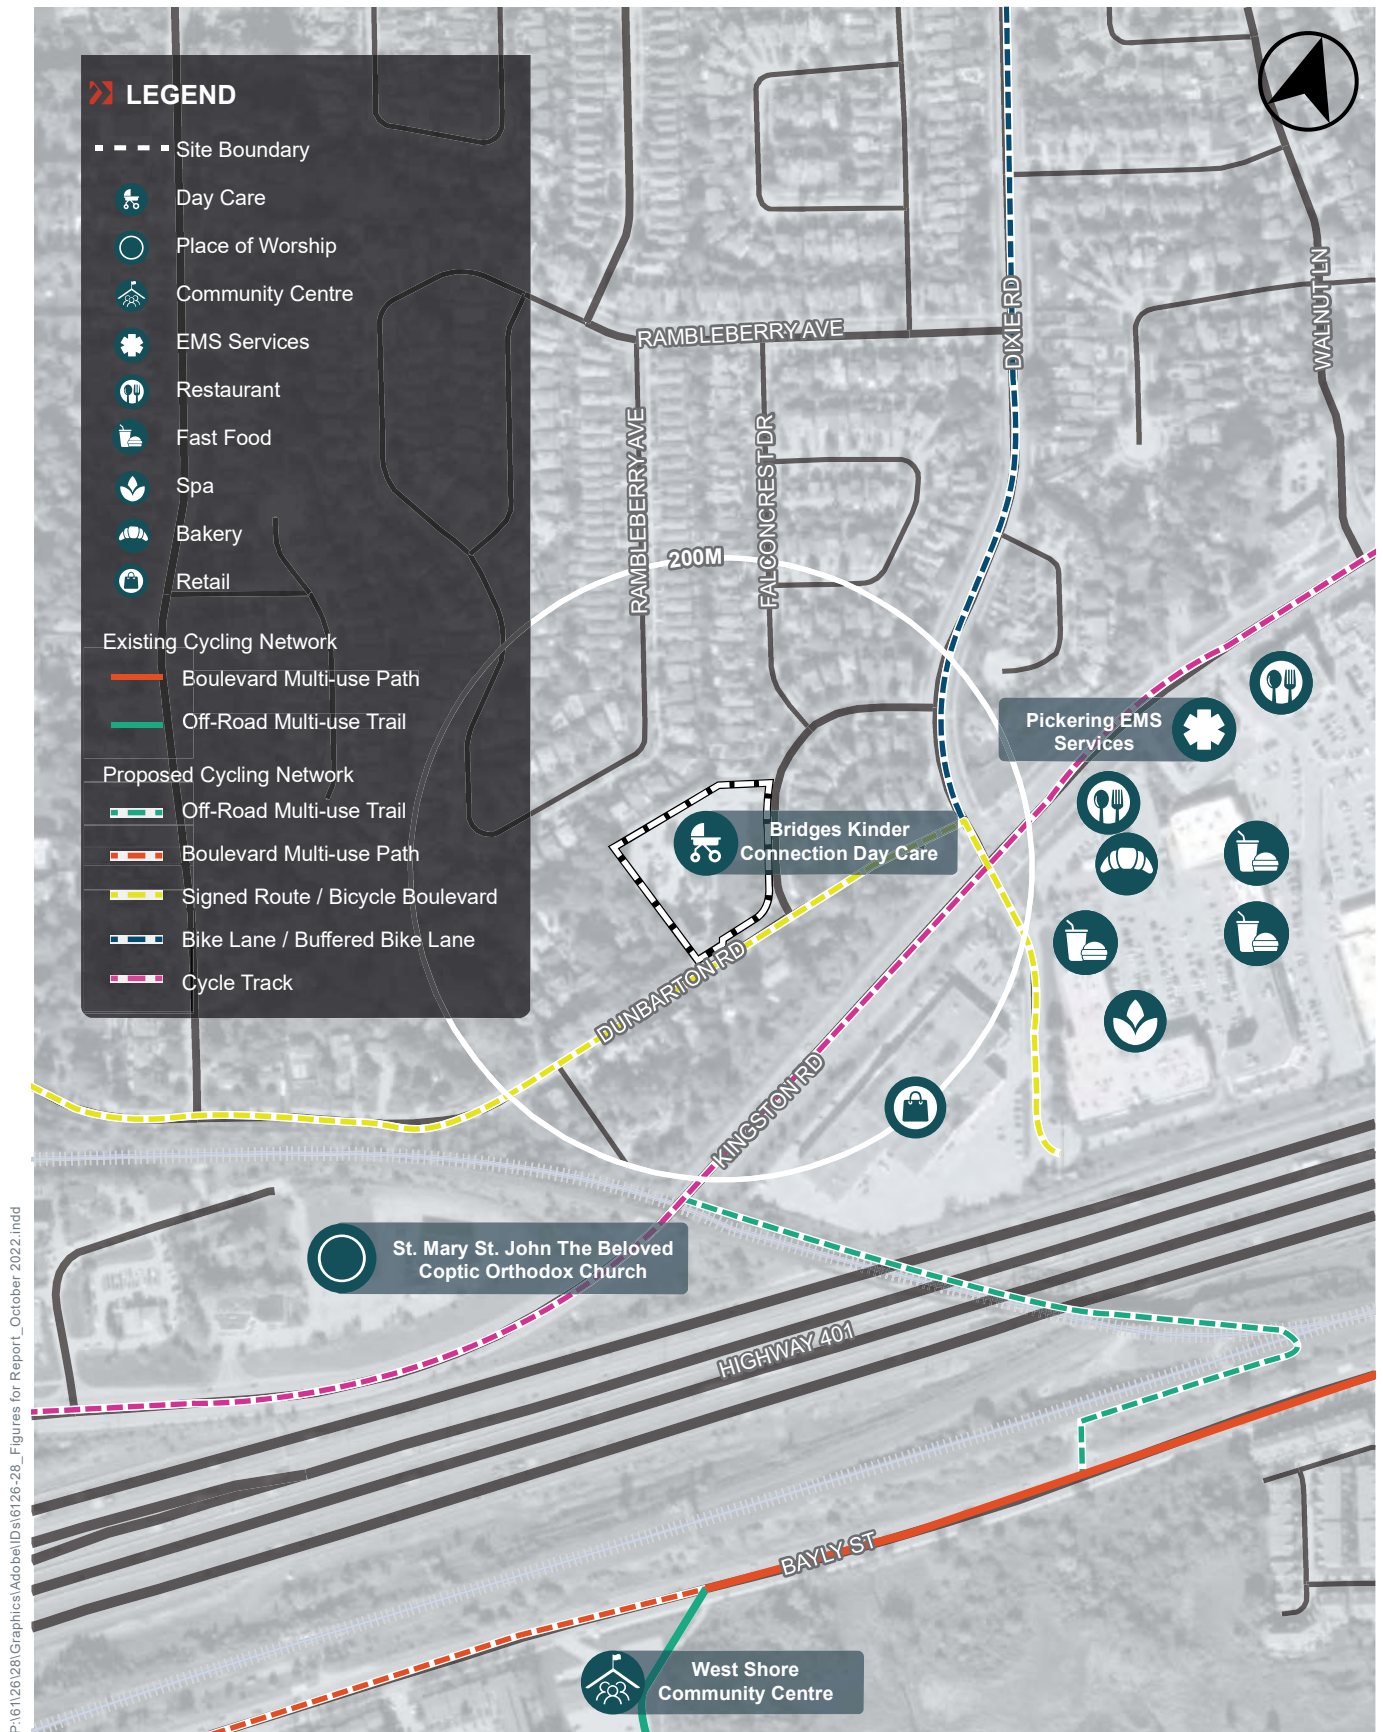 LEGEND
Site Boundary
Day Care
Place of Worship
Community Centre
EMS Services
Restaurant
Fast Food
Spa
Bakery
Retail
Existing Cycling Network
Boulevard Multi-use Path
Off-Road Multi-use Trail
Proposed Cycling Network
Off-Road Multi-use Trail
Boulevard Multi-use Path
Signed Route / Bicycle Boulevard
Bike Lane / Buffered Bike Lane
Cycle Track
RAMBLEBERRY AVE
DIXIE RD
WALNUT LN
RAMBLEBERRY AVE
FALCONCREST DR
200M
Pickering EMS
Services
Bridges Kinder
Connection Day Care
DUNBARTON RD
KINGSTON RD
St. Mary St. John The Beloved
Coptic Orthodox Church
HIGHWAY 401
BAYLY ST
West Shore
Community Centre
P:\61\26\28\Graphics\Adobe\IDs\6126-28_ Figures for Report_October 2022.indd